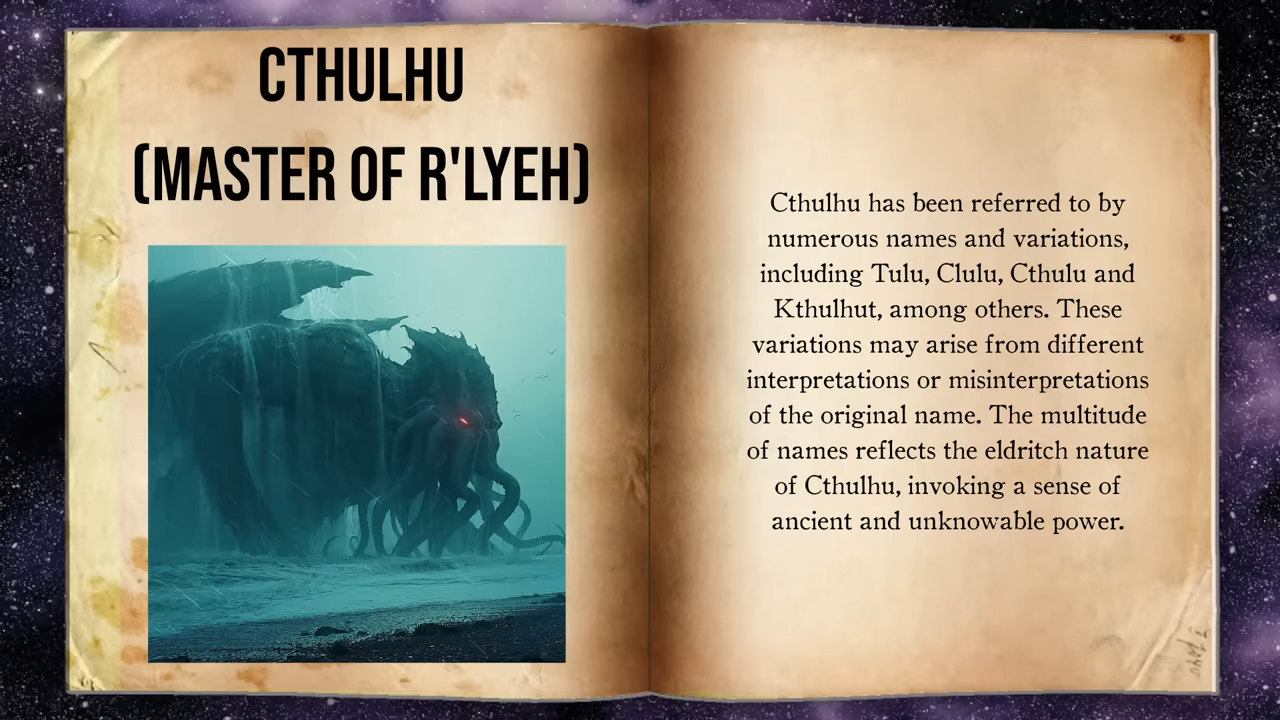 CTHULHU
(MASTER OF R'LYEH)
Cthulhu has been referred to by
numerous names and variations,
including Tulu, Clulu, Cthulu and
Kthulhut, among others. These
variations may arise from different
interpretations or misinterpretations
of the original name. The multitude
of names reflects the eldritch nature
of Cthulhu, invoking a sense of
ancient and unknowable power.